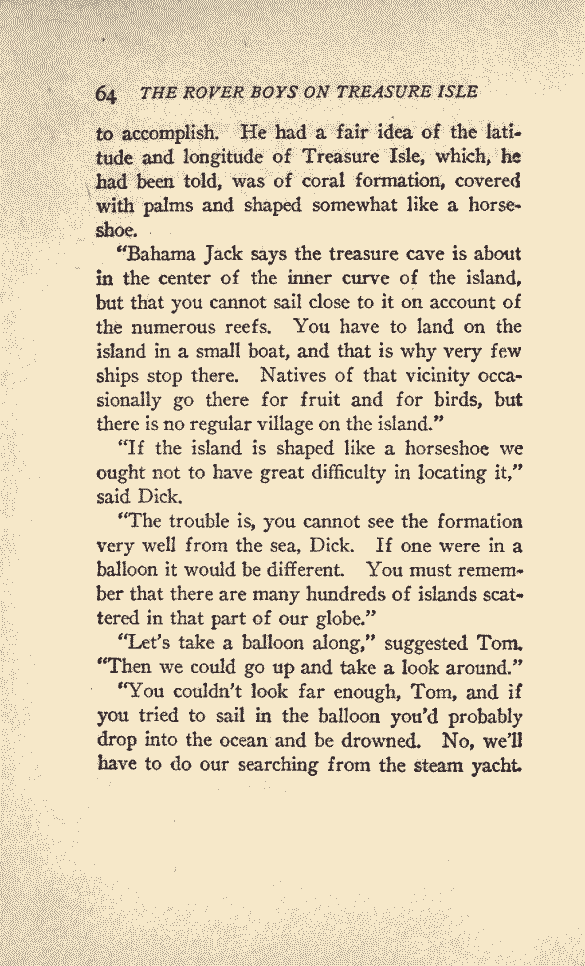 64 THE ROVER BOYS ON TREASURE ISLE
to accomplish. He had a fair idea of the lati-
tude and longitude of Treasure Isle, which, he
had been told, was of coral formation, covered
with palms and shaped somewhat like a horse-
shoe.
“Bahama Jack says the treasure cave is about
in the center of the inner curve of the island,
but that you cannot sail close to it on account of
the numerous reefs. You have to land on the
island in a small boat, and that is why very few
ships stop there. Natives of that vicinity occa-
sionally go there for fruit and for birds, but
there is no regular village on the island.”
“If the island is shaped like a horseshoe we
ought not to have great difficulty in locating it,”
said Dick.
“The trouble is, you cannot see the formation
very well from the sea, Dick. If one were in a
balloon it would be different. You must remem-
ber that there are many hundreds of islands scat-
tered in that part of our globe.”
“Let’s take a balloon along,” suggested Tom.
“Then we could go up and take a look around.”
“You couldn’t look far enough, Tom, and if
you tried to sail in the balloon you’d probably
drop into the ocean and be drowned. No, we’ll
have to do our searching from the steam yacht.